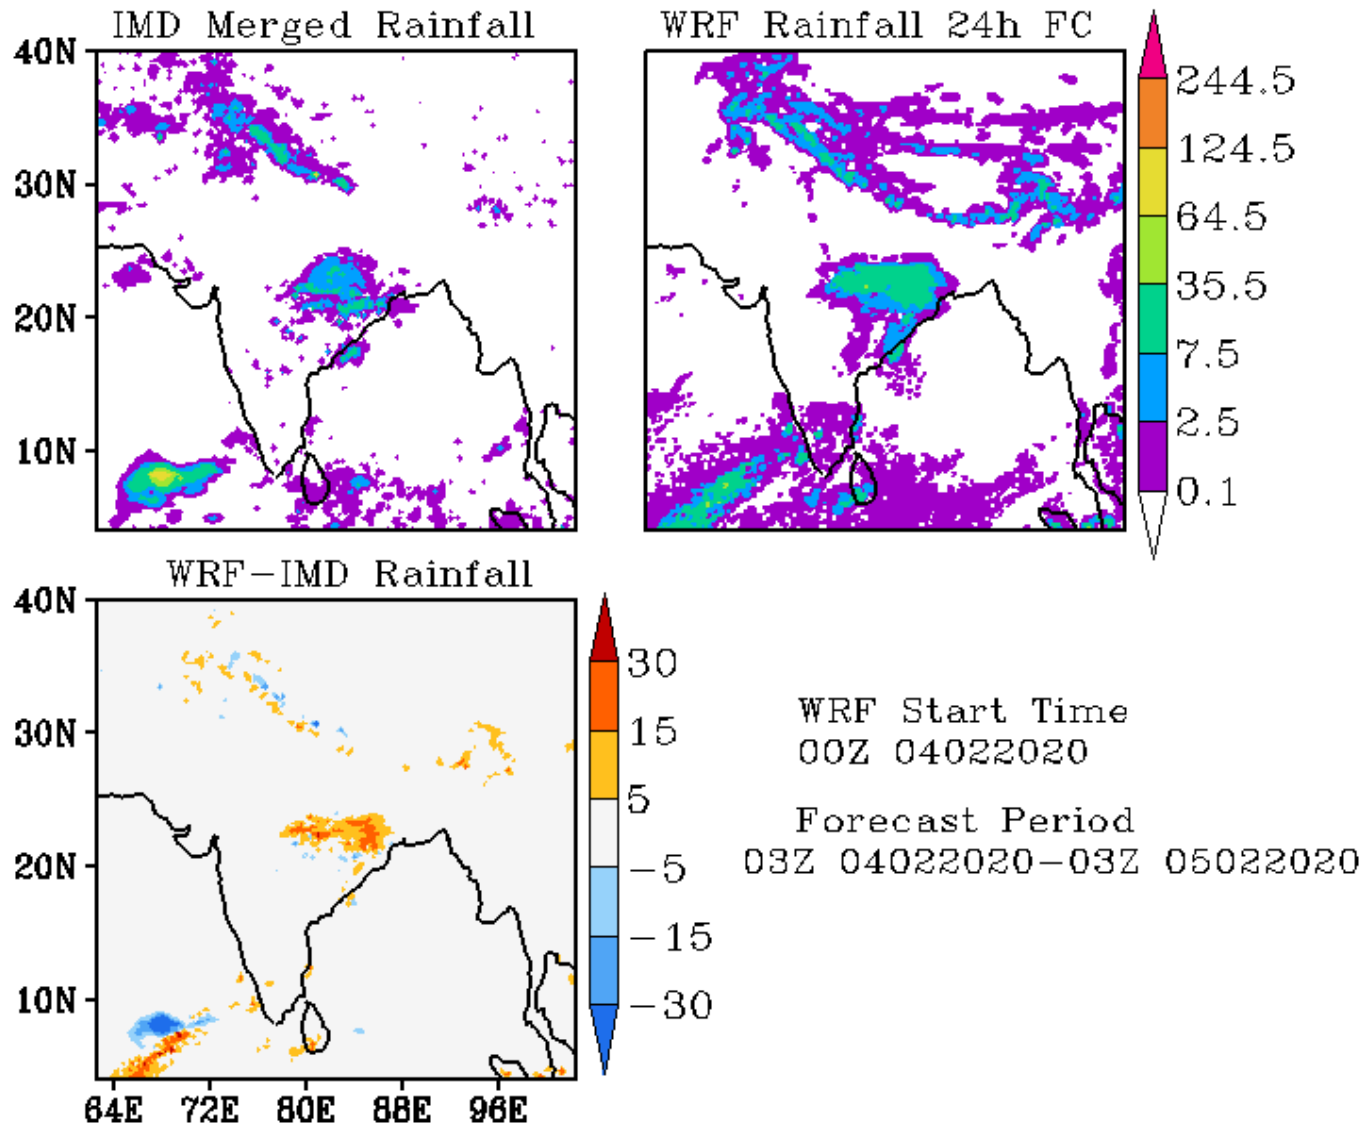 IMD Merged Rainfall
WRF Rainfall 24h FC
40N
30N
20N
10N
244.5
124.5
64.5
35.5
7.5
2.5
0.1
WRF-IMD Rainfall
40N
30N
20N
10N
64E 72E 80E 88E 96E
30
15
5
-5
-15
-30
WRF Start Time
00Z 04022020
Forecast Period
03Z 04022020-03Z 05022020